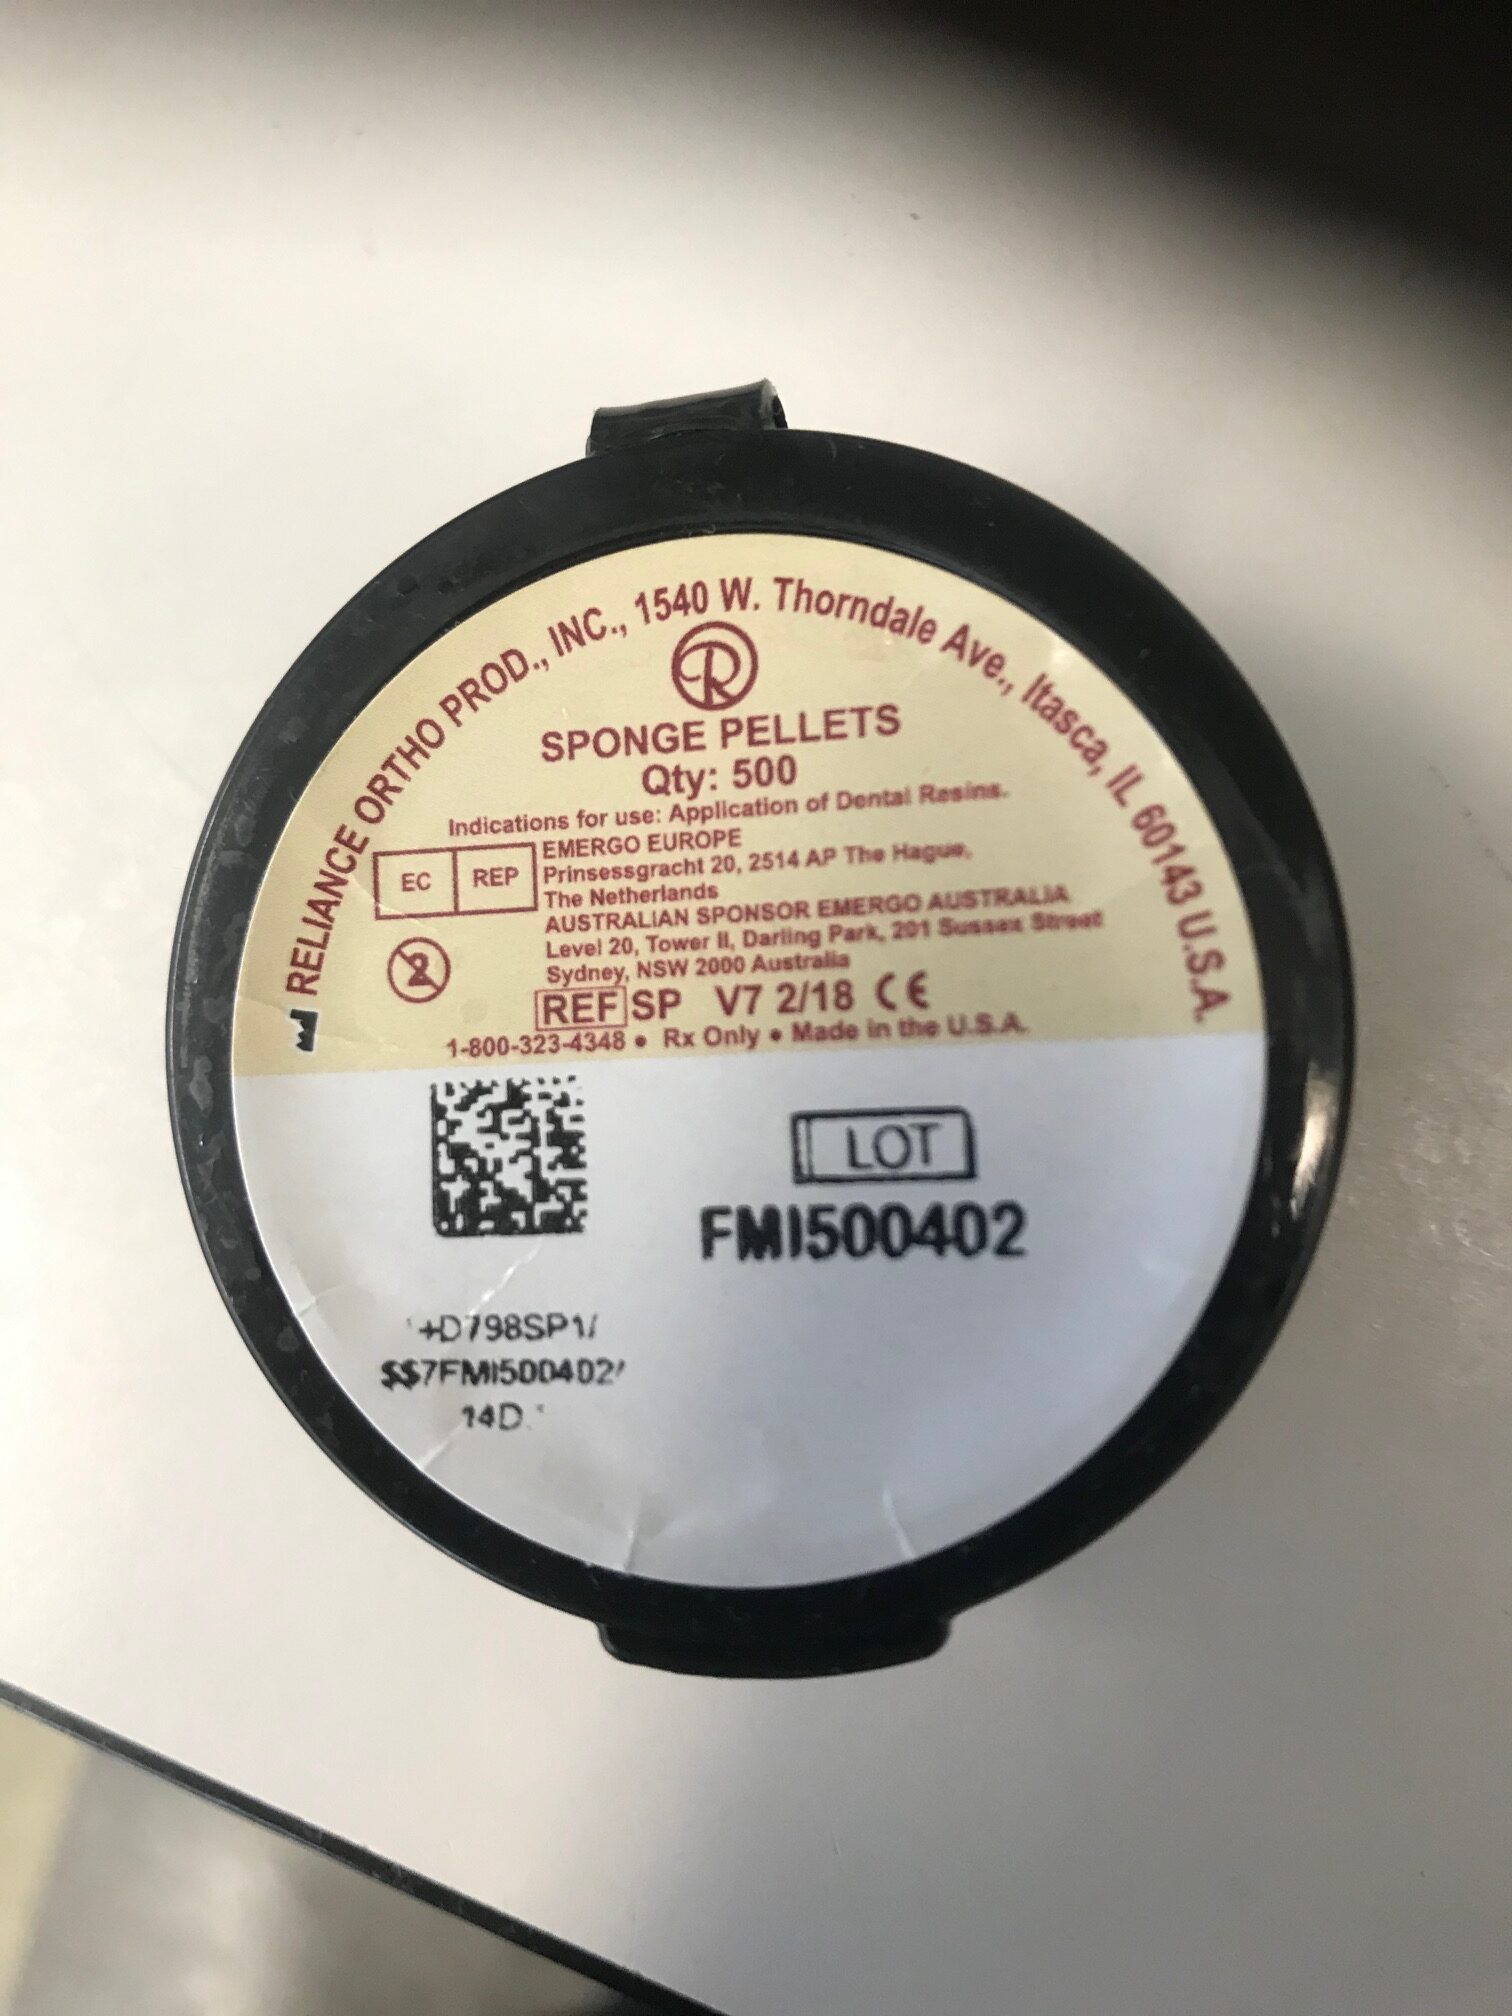 RELIANCE ORTHO PROD., INC., 1540 W. Thorndale Ave., Itasca, IL 60143 U.S.A.
R
SPONGE PELLETS
Qty: 500
Indications for use: Application of Dental Resins.
EC REP
EMERGO EUROPE
Prinsessgracht 20, 2514 AP The Hague,
The Netherlands
AUSTRALIAN SPONSOR EMERGO AUSTRALIA
Level 20, Tower II, Darling Park, 201 Sussex Street
Sydney, NSW 2000 Australia
2
REF SP V7 2/18 CE
1-800-323-4348 • Rx Only • Made in the U.S.A.
LOT
FMI500402
+D798SP1/
$$7FMI500402/
14D